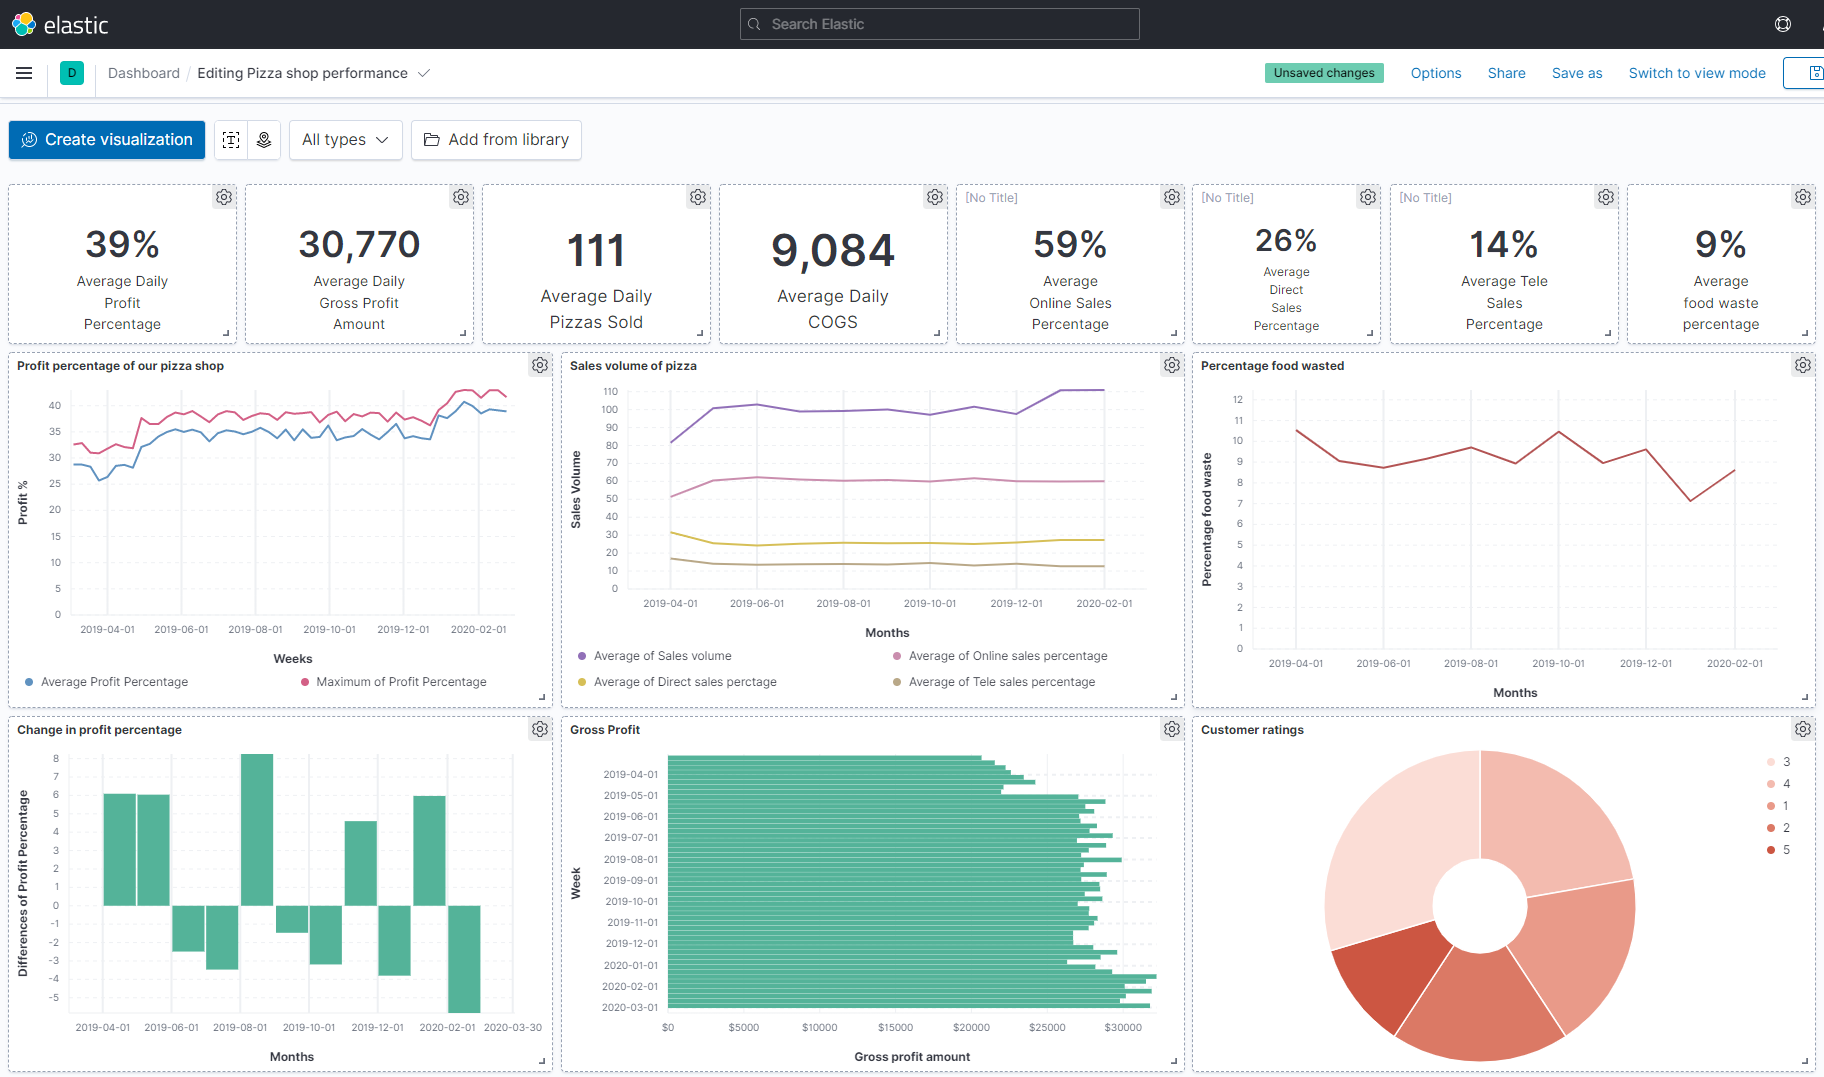 elastic
Search Elastic
D
Dashboard / Editing Pizza shop performance
Unsaved changes
Options
Share
Save as
Switch to view mode
Create visualization
T
All types
Add from library
39%
Average Daily
Profit
Percentage
30,770
Average Daily
Gross Profit
Amount
111
Average Daily
Pizzas Sold
9,084
Average Daily
COGS
[No Title]
59%
Average
Online Sales
Percentage
[No Title]
26%
Average
Direct
Sales
Percentage
[No Title]
14%
Average Tele
Sales
Percentage
9%
Average
food waste
percentage
Profit percentage of our pizza shop
Profit %
40
35
30
25
20
15
10
5
0
2019-04-01 2019-06-01 2019-08-01 2019-10-01 2019-12-01 2020-02-01
Weeks
Average Profit Percentage
Maximum of Profit Percentage
Sales volume of pizza
Sales Volume
110
100
90
80
70
60
50
40
30
20
10
0
2019-04-01 2019-06-01 2019-08-01 2019-10-01 2019-12-01 2020-02-01
Months
Average of Sales volume
Average of Online sales percentage
Average of Direct sales perctage
Average of Tele sales percentage
Percentage food wasted
Percentage food waste
12
11
10
9
8
7
6
5
4
3
2
1
0
2019-04-01 2019-06-01 2019-08-01 2019-10-01 2019-12-01 2020-02-01
Months
Change in profit percentage
Differences of Profit Percentage
8
7
6
5
4
3
2
1
0
-1
-2
-3
-4
-5
2019-04-01 2019-06-01 2019-08-01 2019-10-01 2019-12-01 2020-02-01 2020-03-30
Months
Gross Profit
Week
2019-04-01
2019-05-01
2019-06-01
2019-07-01
2019-08-01
2019-09-01
2019-10-01
2019-11-01
2019-12-01
2020-01-01
2020-02-01
2020-03-01
$0 $5000 $10000 $15000 $20000 $25000 $30000
Gross profit amount
Customer ratings
3
4
1
2
5